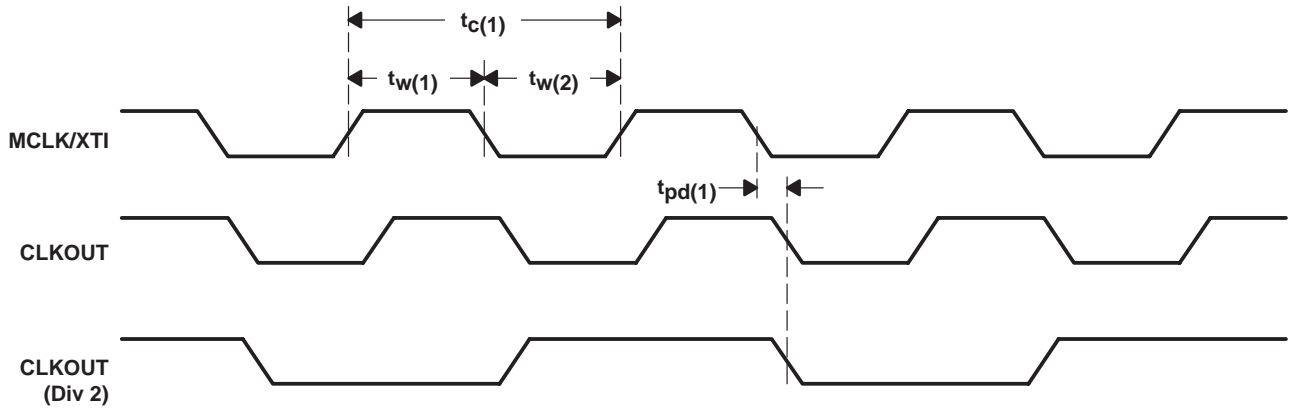 tc(1)
tw(1)
tw(2)
MCLK/XTI
tpd(1)
CLKOUT
CLKOUT
(Div 2)